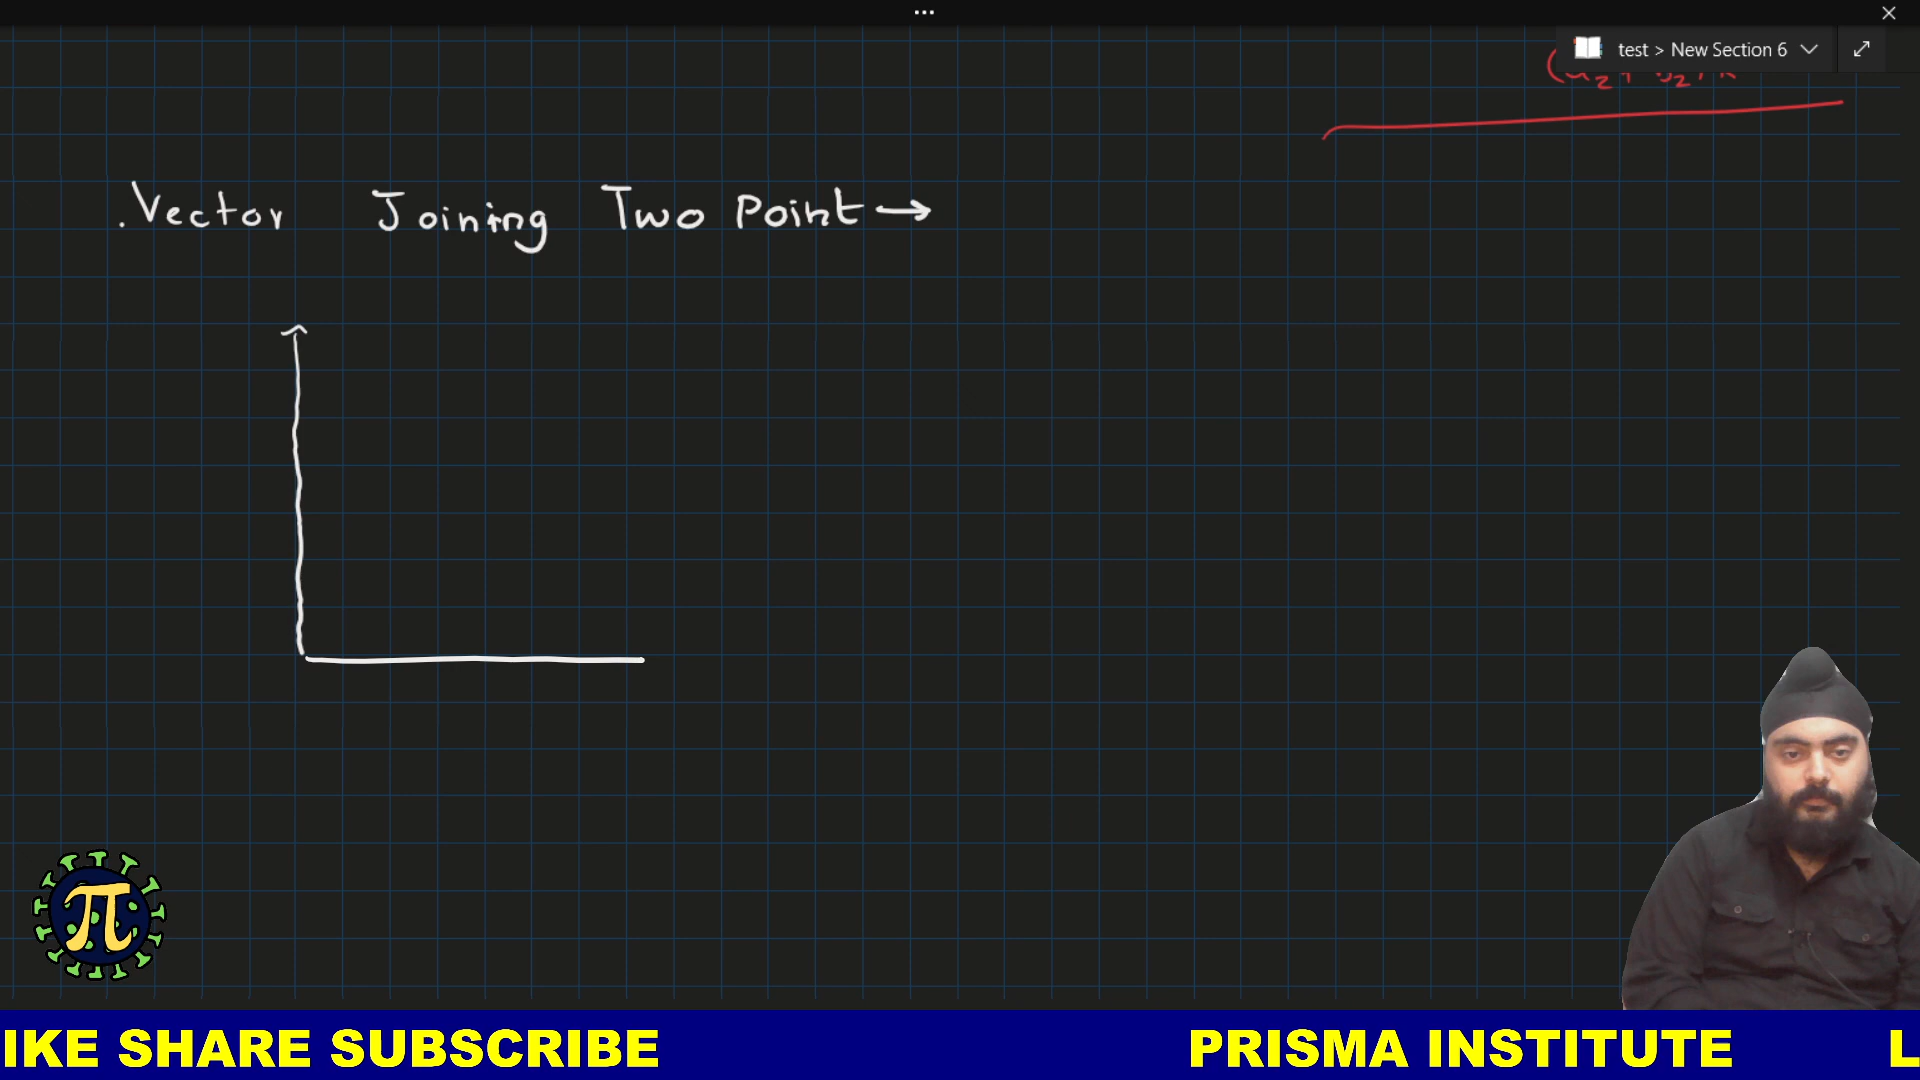 test > New Section 6
.Vector Joining Two Point →
π
IKE SHARE SUBSCRIBE PRISMA INSTITUTE L